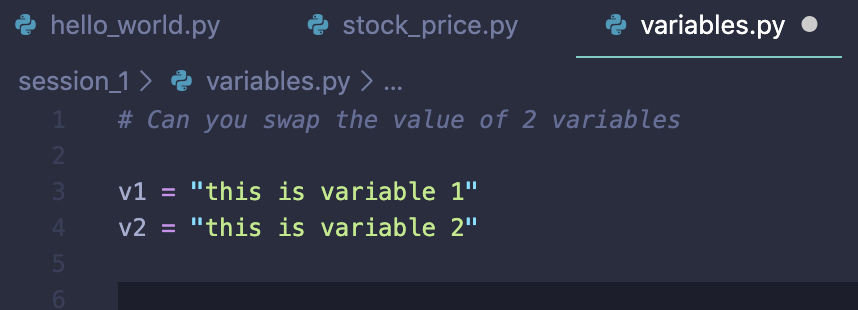 hello_world.py stock_price.py variables.py
session_1 > variables.py > ...
1 # Can you swap the value of 2 variables
2
3 v1 = "this is variable 1"
4 v2 = "this is variable 2"
5
6